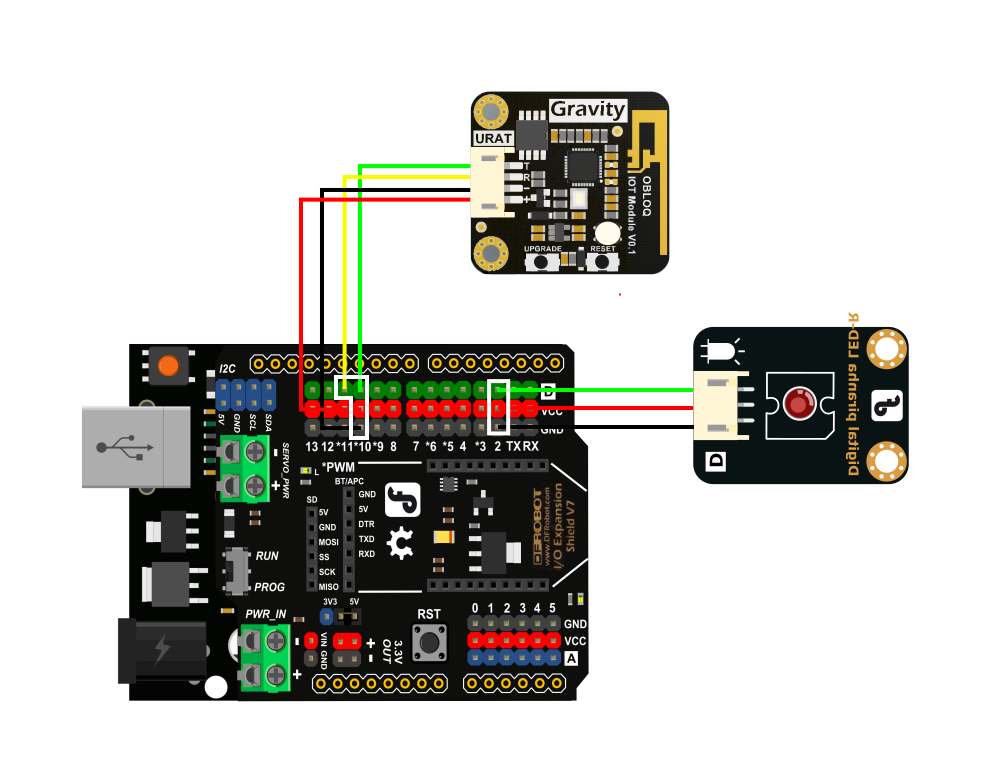 Gravity
URAT
T
R
-
+
OBLOQ
IOT Module V0.1
UPGRADE
RESET
Digital piranha LED-R
D
I2C
5V
GND
SCL
SDA
D
VCC
GND
13 12 *11 *10 *9 8 7 *6 *5 4 *3 2 TX RX
SERVO_PWR
-
+
L
*PWM
BT/APC
SD
5V
GND
MOSI
SS
SCK
MISO
GND
5V
DTR
TXD
RXD
DFROBOT
www.DFRobot.com
I/O Expansion
Shield V7
RUN
PROG
3V3
5V
PWR_IN
-
+
VIN
GND
+
-
3.3V
OUT
RST
0 1 2 3 4 5
GND
VCC
A